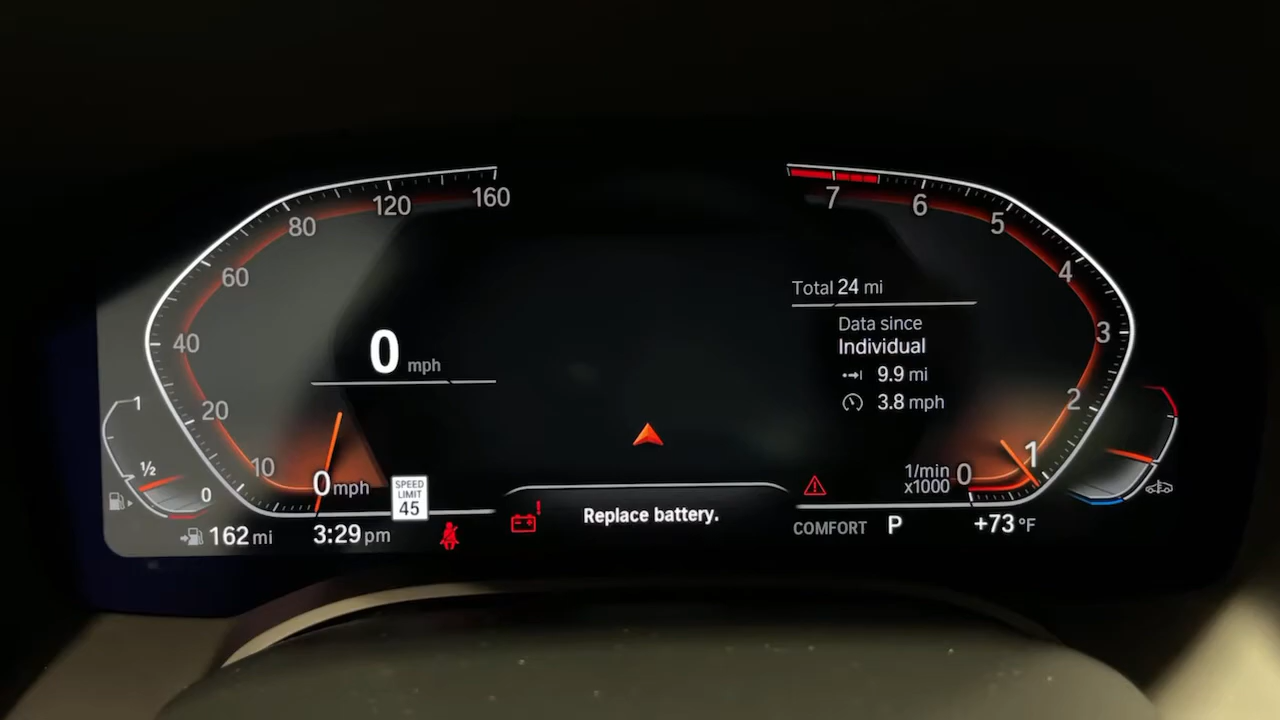 160
120
80
60
40
20
10
0 mph
0 mph
1
½
0
162 mi
3:29 pm
SPEED
LIMIT
45
Replace battery.
7
6
5
4
3
2
1
0
1/min
x1000
Total 24 mi
Data since
Individual
9.9 mi
3.8 mph
COMFORT P
+73 °F